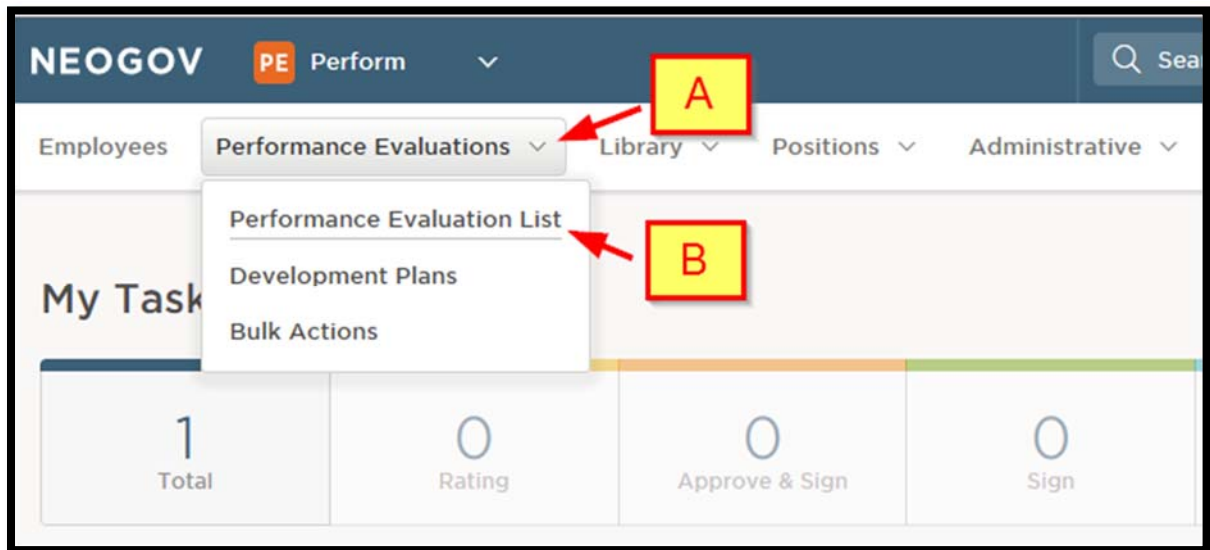 NEOGOV PE Perform
A
Employees Performance Evaluations Library Positions Administrative
Performance Evaluation List
B
Development Plans
My Task
Bulk Actions
1 0 0 0
Total Rating Approve & Sign Sign